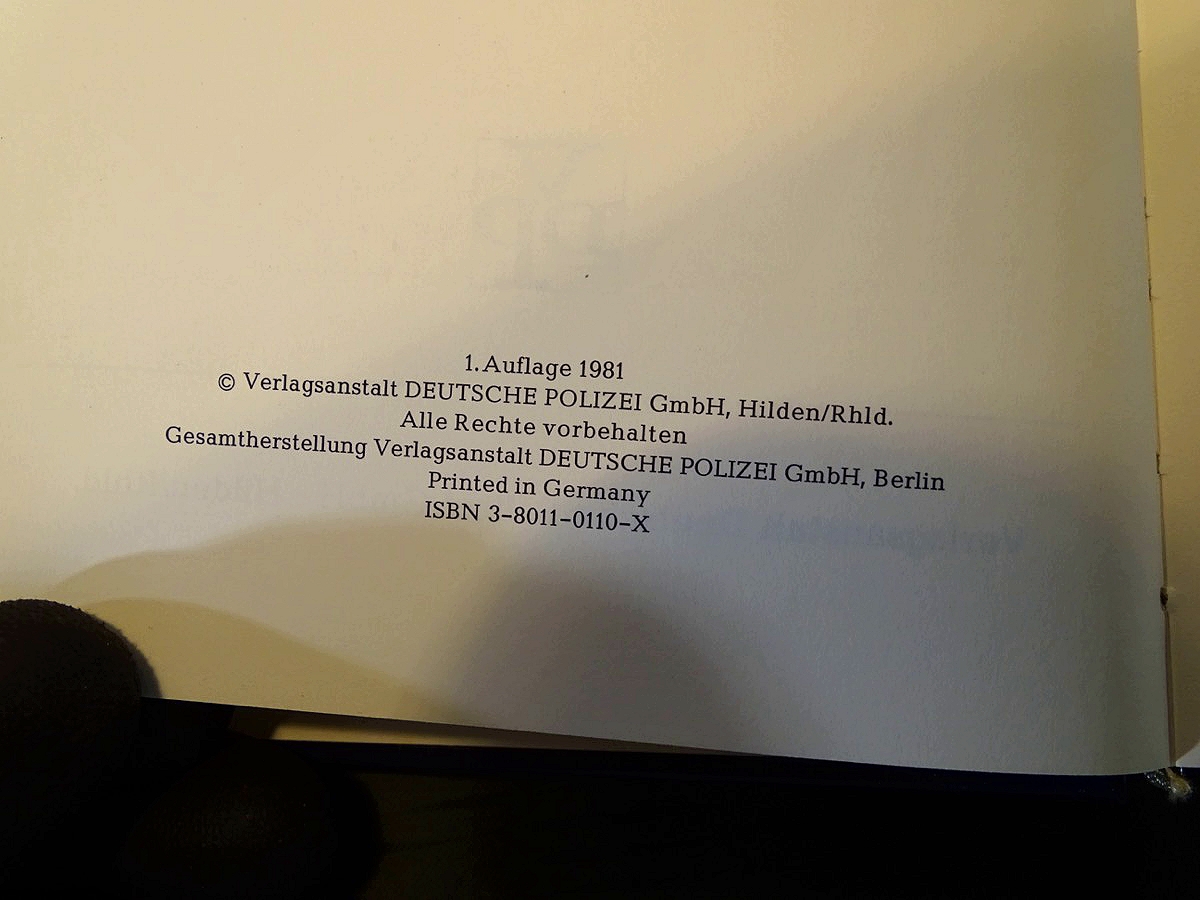 1. Auflage 1981
© Verlagsanstalt DEUTSCHE POLIZEI GmbH, Hilden/Rhld.
Alle Rechte vorbehalten
Gesamtherstellung Verlagsanstalt DEUTSCHE POLIZEI GmbH, Berlin
Printed in Germany
ISBN 3-8011-0110-X